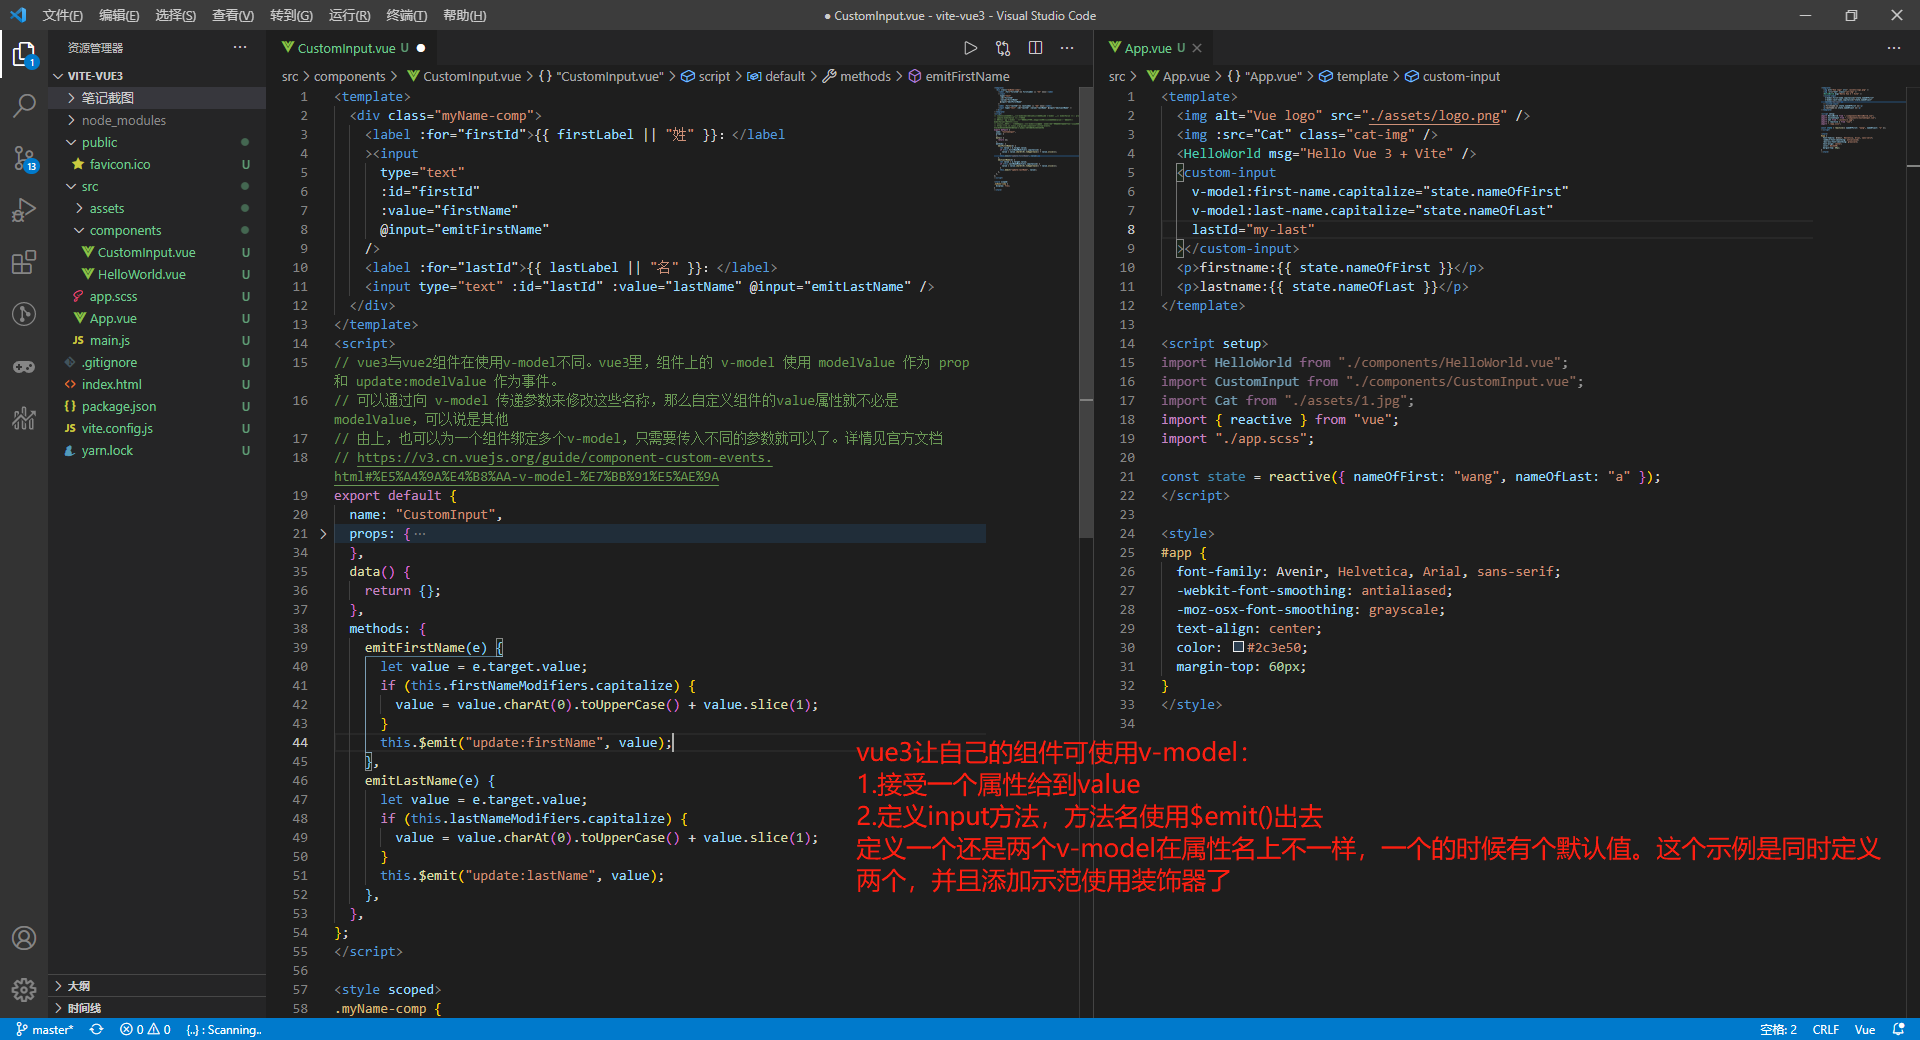 文件(F) 编辑(E) 选择(S) 查看(V) 转到(G) 运行(R) 终端(T) 帮助(H)
● CustomInput.vue - vite-vue3 - Visual Studio Code
资源管理器
VITE-VUE3
笔记截图
node_modules
public
favicon.ico U
src
assets
components
CustomInput.vue U
HelloWorld.vue U
app.scss U
App.vue U
JS main.js U
.gitignore U
<> index.html U
{} package.json U
JS vite.config.js U
yarn.lock U
大纲
时间线
1
13
CustomInput.vue U ●
src > components > CustomInput.vue > {} "CustomInput.vue" > script > default > methods > emitFirstName
1 <template>
2 <div class="myName-comp">
3 <label :for="firstId">{{ firstLabel || "姓" }}: </label
4 ><input
5 type="text"
6 :id="firstId"
7 :value="firstName"
8 @input="emitFirstName"
9 />
10 <label :for="lastId">{{ lastLabel || "名" }}: </label>
11 <input type="text" :id="lastId" :value="lastName" @input="emitLastName" />
12 </div>
13 </template>
14 <script>
15 // vue3与vue2组件在使用v-model不同。vue3里，组件上的 v-model 使用 modelValue 作为 prop
和 update:modelValue 作为事件。
16 // 可以通过向 v-model 传递参数来修改这些名称，那么自定义组件的value属性就不必是
modelValue，可以说是其他
17 // 由上，也可以为一个组件绑定多个v-model，只需要传入不同的参数就可以了。详情见官方文档
18 // https://v3.cn.vuejs.org/guide/component-custom-events.
html#%E5%A4%9A%E4%B8%AA-v-model-%E7%BB%91%E5%AE%9A
19 export default {
20 name: "CustomInput",
21 props: {…
34 },
35 data() {
36 return {};
37 },
38 methods: {
39 emitFirstName(e) {
40 let value = e.target.value;
41 if (this.firstNameModifiers.capitalize) {
42 value = value.charAt(0).toUpperCase() + value.slice(1);
43 }
44 this.$emit("update:firstName", value);
45 },
46 emitLastName(e) {
47 let value = e.target.value;
48 if (this.lastNameModifiers.capitalize) {
49 value = value.charAt(0).toUpperCase() + value.slice(1);
50 }
51 this.$emit("update:lastName", value);
52 },
53 },
54 };
55 </script>
56
57 <style scoped>
58 .myName-comp {
App.vue U
src > App.vue > {} "App.vue" > template > custom-input
1 <template>
2 <img alt="Vue logo" src="./assets/logo.png" />
3 <img :src="Cat" class="cat-img" />
4 <HelloWorld msg="Hello Vue 3 + Vite" />
5 <custom-input
6 v-model:first-name.capitalize="state.nameOfFirst"
7 v-model:last-name.capitalize="state.nameOfLast"
8 lastId="my-last"
9 ></custom-input>
10 <p>firstname:{{ state.nameOfFirst }}</p>
11 <p>lastname:{{ state.nameOfLast }}</p>
12 </template>
13
14 <script setup>
15 import HelloWorld from "./components/HelloWorld.vue";
16 import CustomInput from "./components/CustomInput.vue";
17 import Cat from "./assets/1.jpg";
18 import { reactive } from "vue";
19 import "./app.scss";
20
21 const state = reactive({ nameOfFirst: "wang", nameOfLast: "a" });
22 </script>
23
24 <style>
25 #app {
26 font-family: Avenir, Helvetica, Arial, sans-serif;
27 -webkit-font-smoothing: antialiased;
28 -moz-osx-font-smoothing: grayscale;
29 text-align: center;
30 color: #2c3e50;
31 margin-top: 60px;
32 }
33 </style>
34
vue3让自己的组件可使用v-model：
1.接受一个属性给到value
2.定义input方法，方法名使用$emit()出去
定义一个还是两个v-model在属性名上不一样，一个的时候有个默认值。这个示例是同时定义
两个，并且添加示范使用装饰器了
master* 0 0 {..} : Scanning.. 空格: 2 CRLF Vue